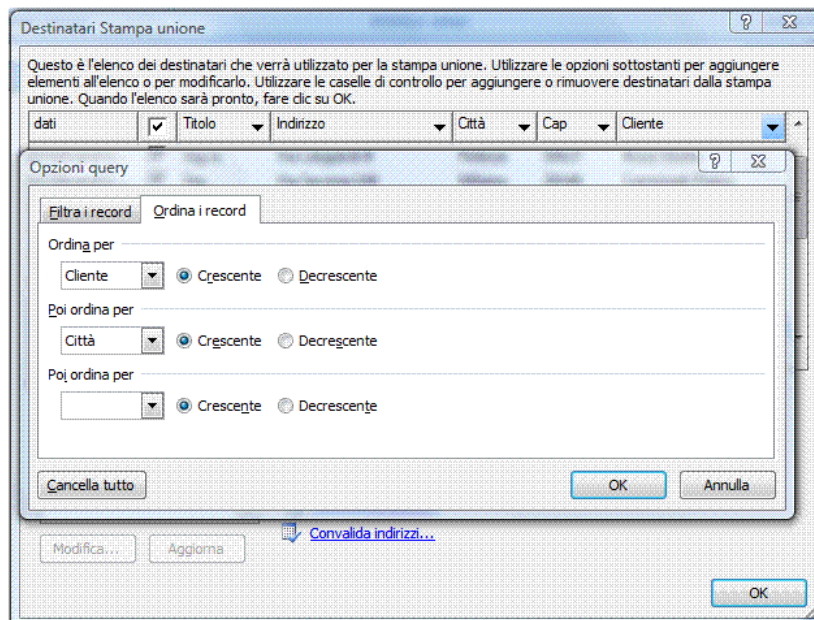 Destinatari Stampa unione
Questo è l'elenco dei destinatari che verrà utilizzato per la stampa unione. Utilizzare le opzioni sottostanti per aggiungere
elementi all'elenco o per modificarlo. Utilizzare le caselle di controllo per aggiungere o rimuovere destinatari dalla stampa
unione. Quando l'elenco sarà pronto, fare clic su OK.
dati Titolo Indirizzo Città Cap Cliente
Opzioni query
Filtra i record Ordina i record
Ordina per
Cliente Crescente Decrescente
Poi ordina per
Città Crescente Decrescente
Poi ordina per
Crescente Decrescente
Cancella tutto OK Annulla
Convalida indirizzi...
Modifica... Aggiorna
OK